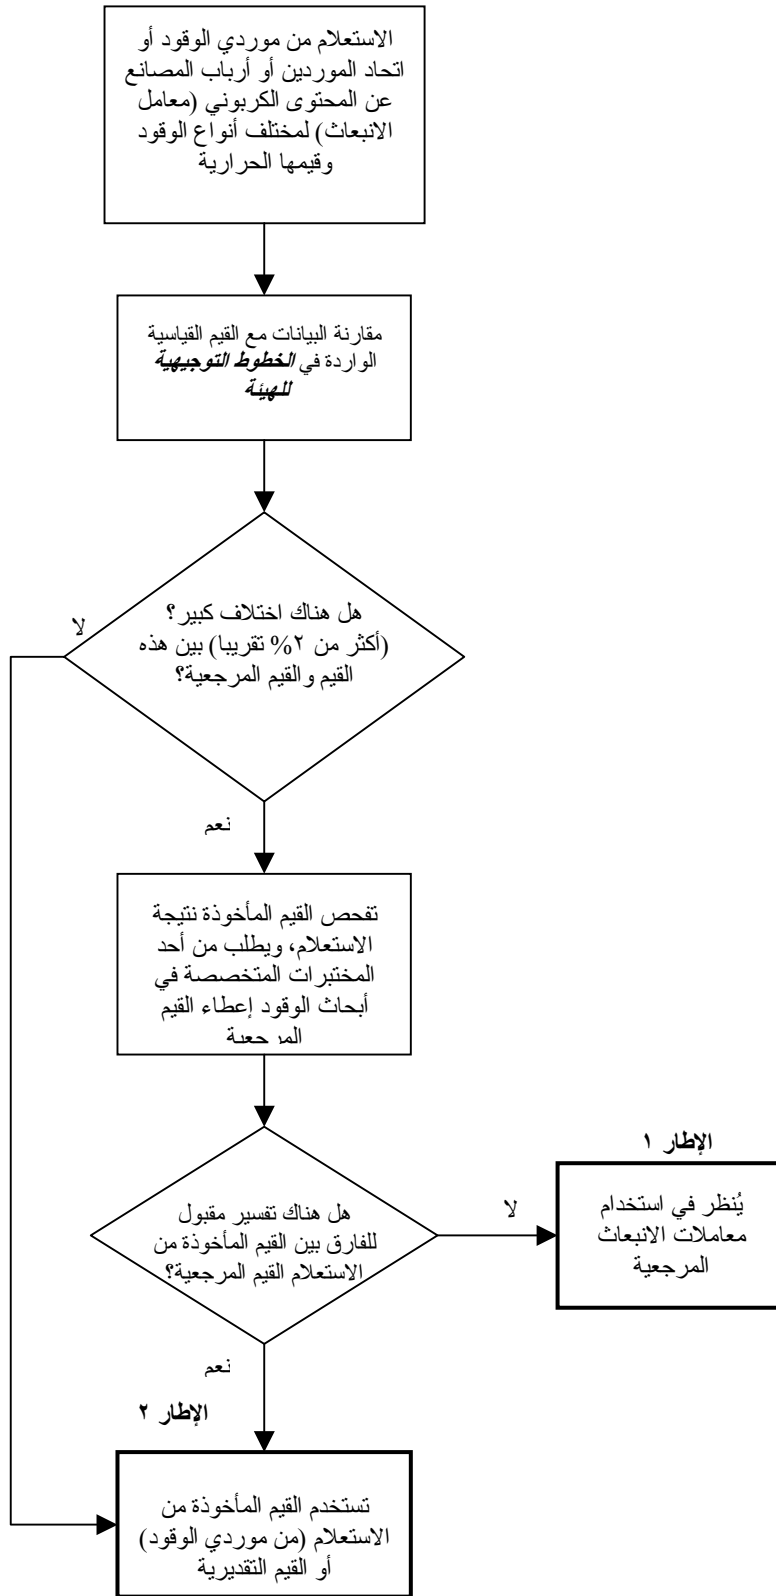 الاستعلام من موردي الوقود أو
اتحاد الموردين أو أرباب المصانع
عن المحتوى الكربوني (معامل
الانبعاث) لمختلف أنواع الوقود
وقيمها الحرارية
مقارنة البيانات مع القيم القياسية
الواردة في الخطوط التوجيهية
للهيئة
هل هناك اختلاف كبير؟
(أكثر من ٢% تقريبا) بين هذه
القيم والقيم المرجعية؟
لا
نعم
تفحص القيم المأخوذة نتيجة
الاستعلام، ويطلب من أحد
المختبرات المتخصصة في
أبحاث الوقود إعطاء القيم
المرجعية
هل هناك تفسير مقبول
للفارق بين القيم المأخوذة من
الاستعلام القيم المرجعية؟
لا
الإطار ١
يُنظر في استخدام
معاملات الانبعاث
المرجعية
نعم
الإطار ٢
تستخدم القيم المأخوذة من
الاستعلام (من موردي الوقود)
أو القيم التقديرية